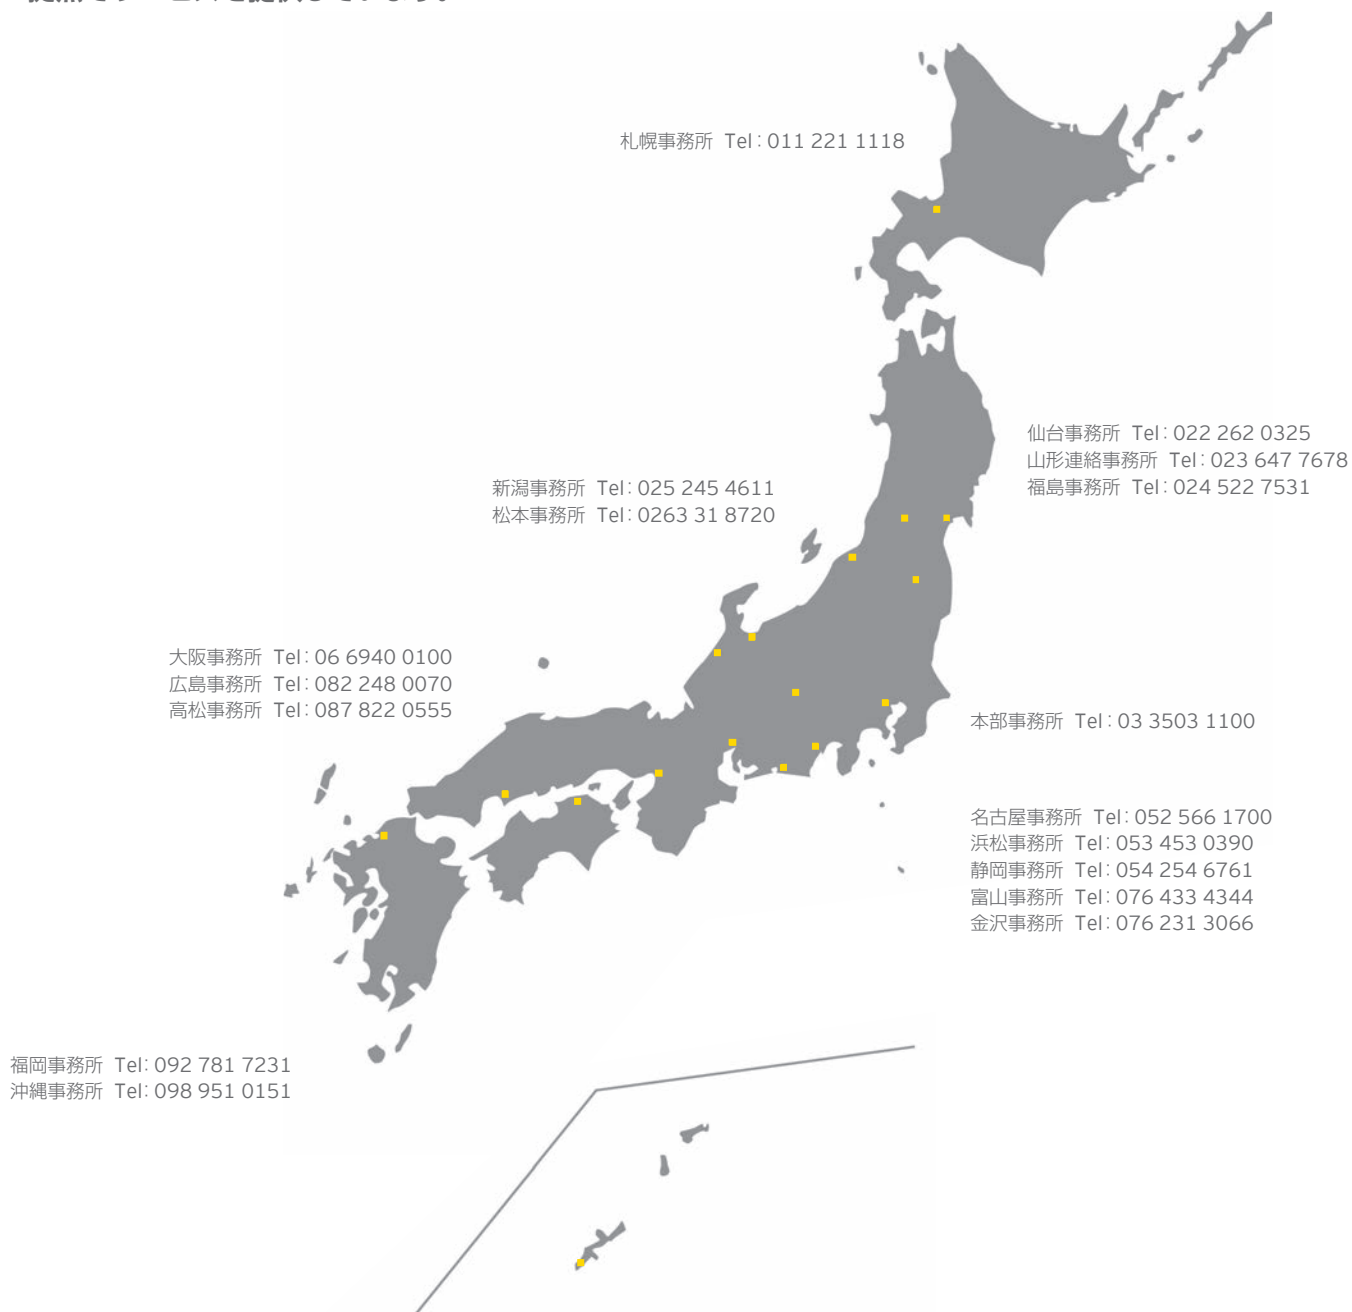 札幌事務所 Tel：011 221 1118
仙台事務所 Tel：022 262 0325
山形連絡事務所 Tel：023 647 7678
福島事務所 Tel：024 522 7531
新潟事務所 Tel：025 245 4611
松本事務所 Tel：0263 31 8720
大阪事務所 Tel：06 6940 0100
広島事務所 Tel：082 248 0070
高松事務所 Tel：087 822 0555
本部事務所 Tel：03 3503 1100
名古屋事務所 Tel：052 566 1700
浜松事務所 Tel：053 453 0390
静岡事務所 Tel：054 254 6761
富山事務所 Tel：076 433 4344
金沢事務所 Tel：076 231 3066
福岡事務所 Tel：092 781 7231
沖縄事務所 Tel：098 951 0151